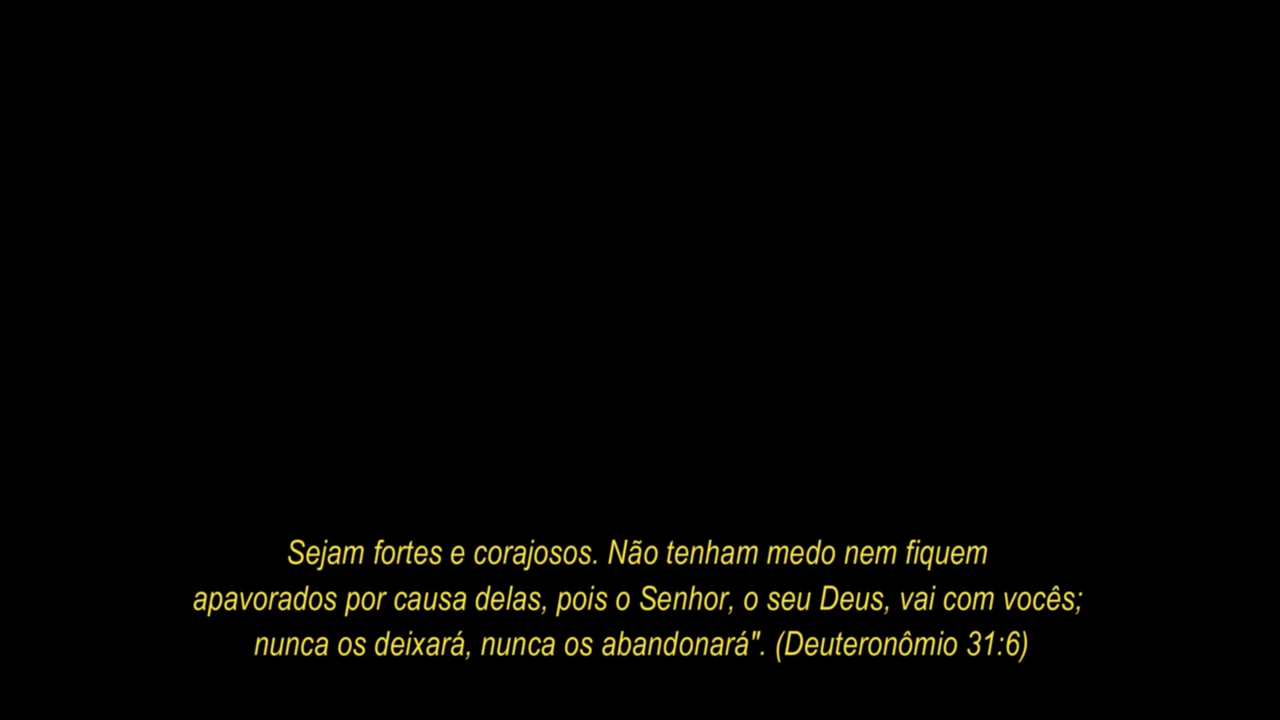 Sejam fortes e corajosos. Não tenham medo nem fiquem
apavorados por causa delas, pois o Senhor, o seu Deus, vai com vocês;
nunca os deixará, nunca os abandonará". (Deuteronômio 31:6)